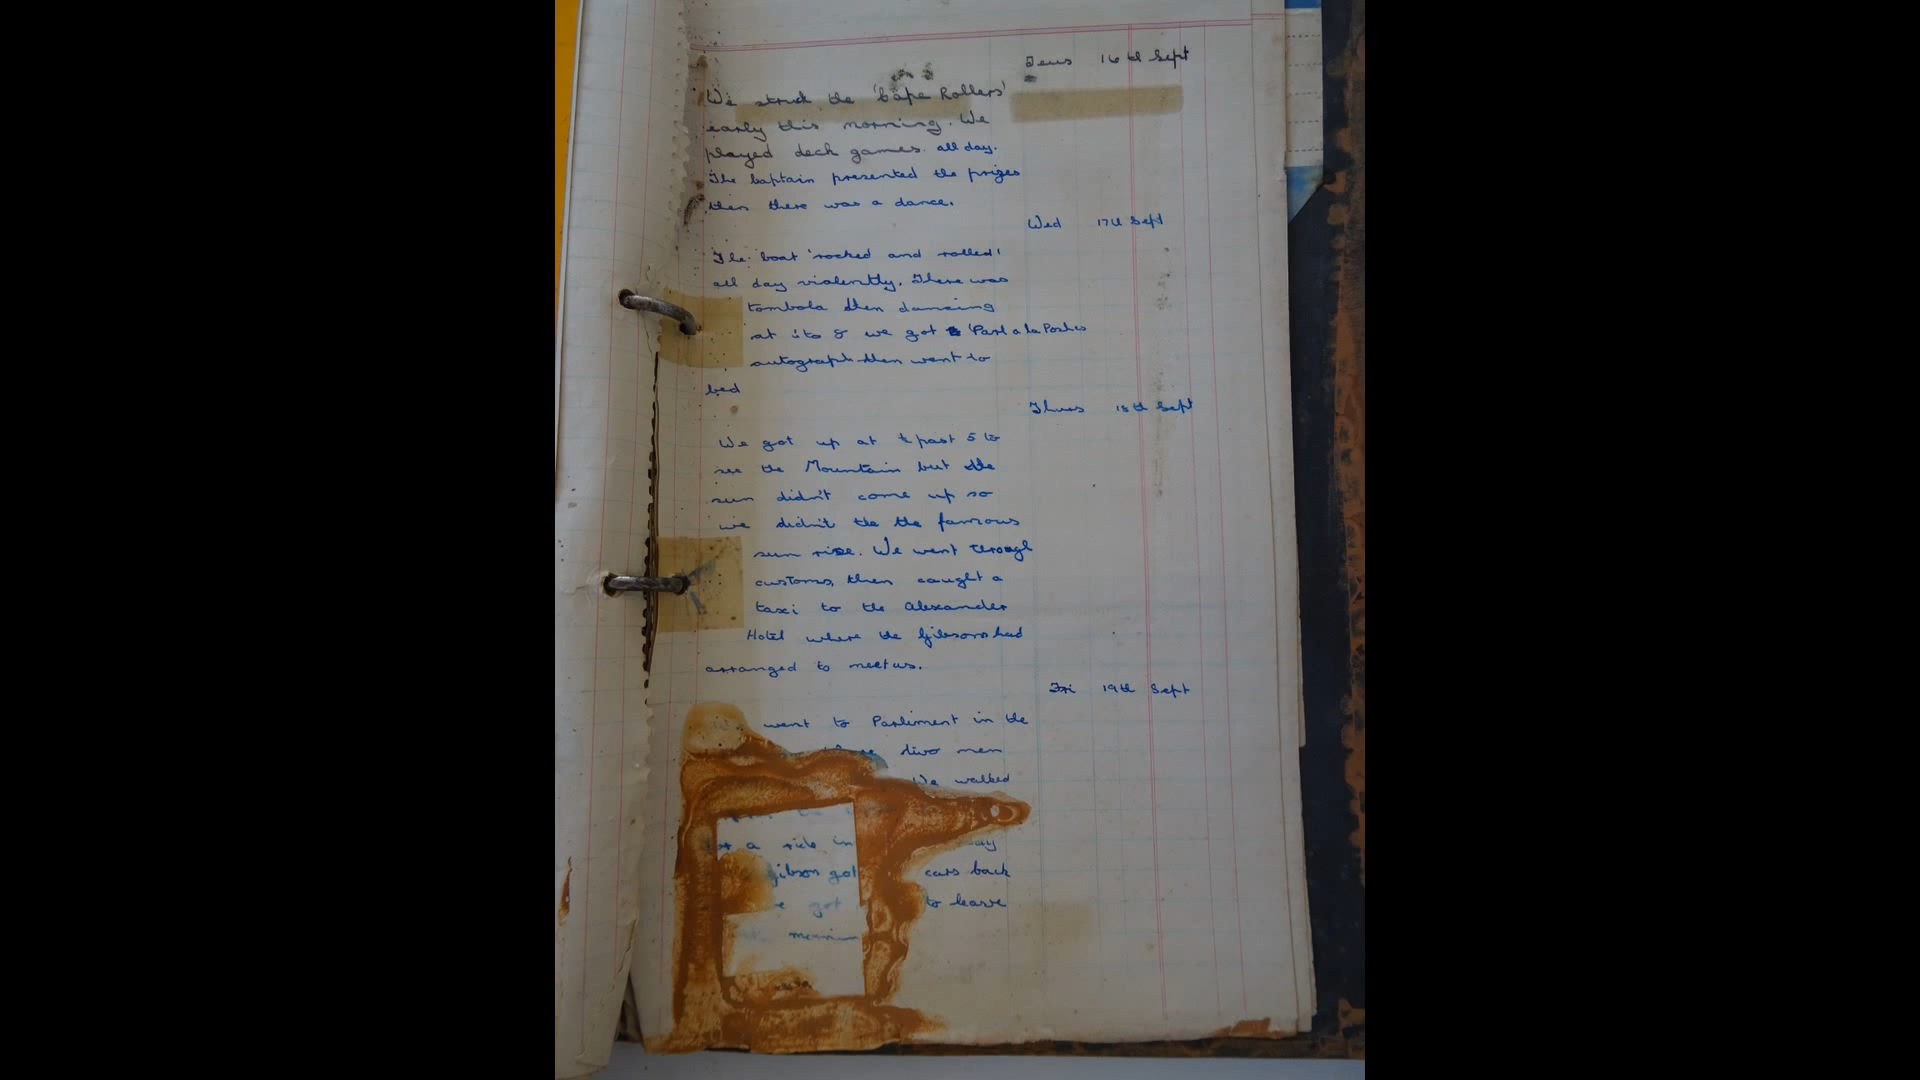 Teus 16th Sept
We struck the 'Cape Rollers'
early this morning. We
played deck games all day.
The Captain presented the prizes
then there was a dance.
Wed 17th Sept
The boat 'rocked and rolled'
all day violently. There was
tombola then dancing
at it we got 'Part a la Poshes
autograph then went to
bed
Thurs 18th Sept
We got up at ½ past 5 to
see the Mountain but the
sun didn't come up so
we didn't the the famous
sun rise. We went through
customs, then caught a
taxi to the Alexander
Hotel where the Gibsons had
arranged to meet us.
Fri 19th Sept
went to Parliment in the
men
We walked
a ride in
Gibson got cars back
got to leave